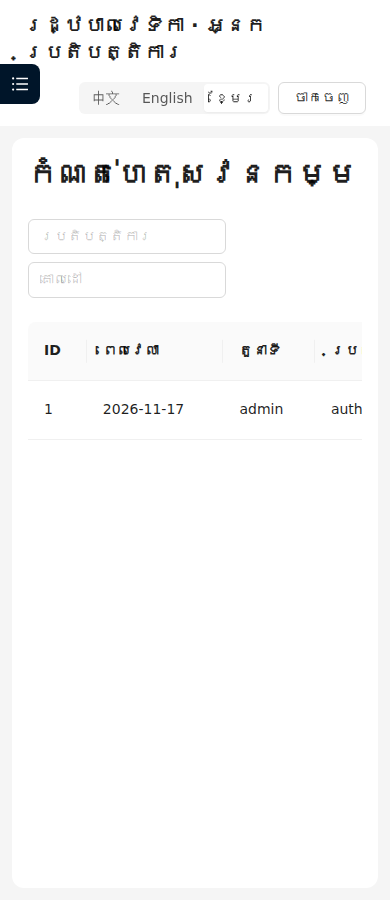 រដ្ឋបាលវេទិកា · អ្នក
ប្រតិបត្តិការ
中文 English ខ្មែរ ចាកចេញ
កំណត់ហេតុសវនកម្ម
ប្រតិបត្តិការ
គោលដៅ
ID ពេលវេលា តួនាទី ប្រ
1 2026-11-17 admin auth